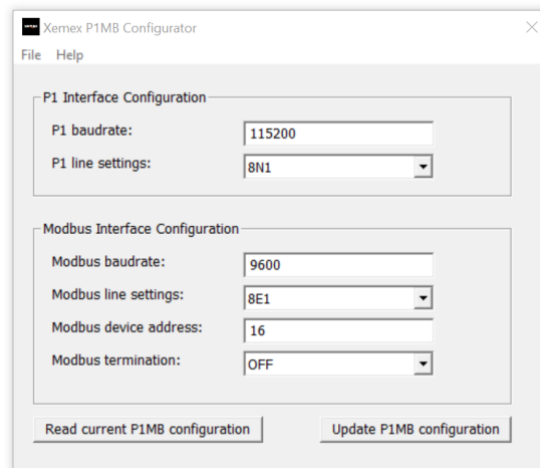 Xemex P1MB Configurator
File Help
P1 Interface Configuration
P1 baudrate: 115200
P1 line settings: 8N1
Modbus Interface Configuration
Modbus baudrate: 9600
Modbus line settings: 8E1
Modbus device address: 16
Modbus termination: OFF
Read current P1MB configuration Update P1MB configuration